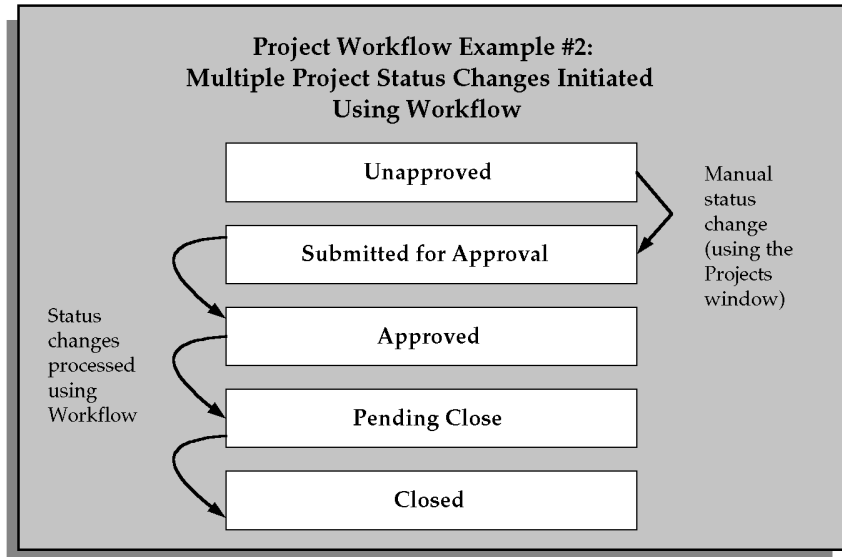 Project Workflow Example #2:
Multiple Project Status Changes Initiated
Using Workflow
Unapproved
Manual
status
change
(using the
Projects
window)
Submitted for Approval
Status
changes
processed
using
Workflow
Approved
Pending Close
Closed